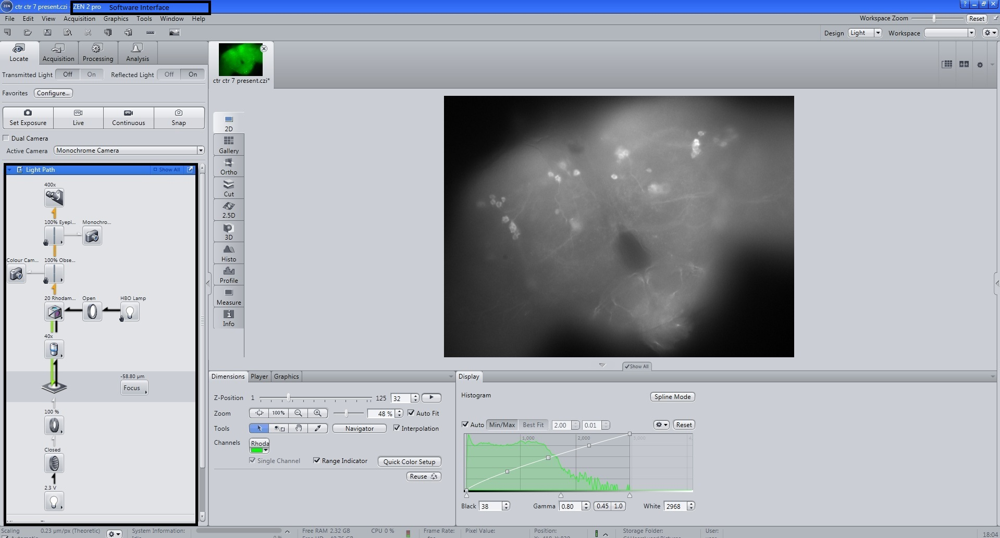 ctr ctr 7 present.czi - ZEN 2 pro Software Interface
File Edit View Acquisition Graphics Tools Window Help
Workspace Zoom Reset
Design Light Workspace
Locate Acquisition Processing Analysis
ctr ctr 7 present.czi*
Transmitted Light Off On Reflected Light Off On
Favorites Configure...
Set Exposure Live Continuous Snap
Dual Camera
Active Camera Monochrome Camera
Light Path Show All
400x
100% Eyepi... Monochro...
Colour Cam... 100% Obse...
20 Rhodam... Open HBO Lamp
40x
-58.80 µm
Focus
100 %
Closed
2.3 V
2D
Gallery
Ortho
Cut
2.5D
3D
Histo
Profile
Measure
Info
Show All
Dimensions Player Graphics
Z-Position 1 125 32
Zoom 100% 48 % Auto Fit
Tools Navigator Interpolation
Channels Rhoda
Single Channel Range Indicator Quick Color Setup
Reuse
Display
Histogram Spline Mode
Auto Min/Max Best Fit 2.00 0.01 Reset
1,000 2,000 3,000
Black 38 Gamma 0.80 0.45 1.0 White 2968
Scaling 0.23 µm/px (Theoretic) System Information: Free RAM 2.32 GB CPU 0 % Frame Rate: Pixel Value: Position: Storage Folder: User: 18:04